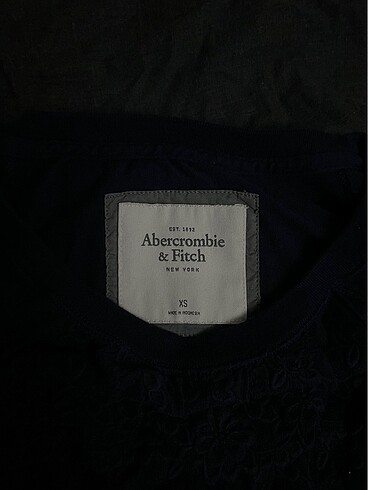 EST. 1892
Abercrombie
& Fitch
NEW YORK
XS
MADE IN INDONESIA